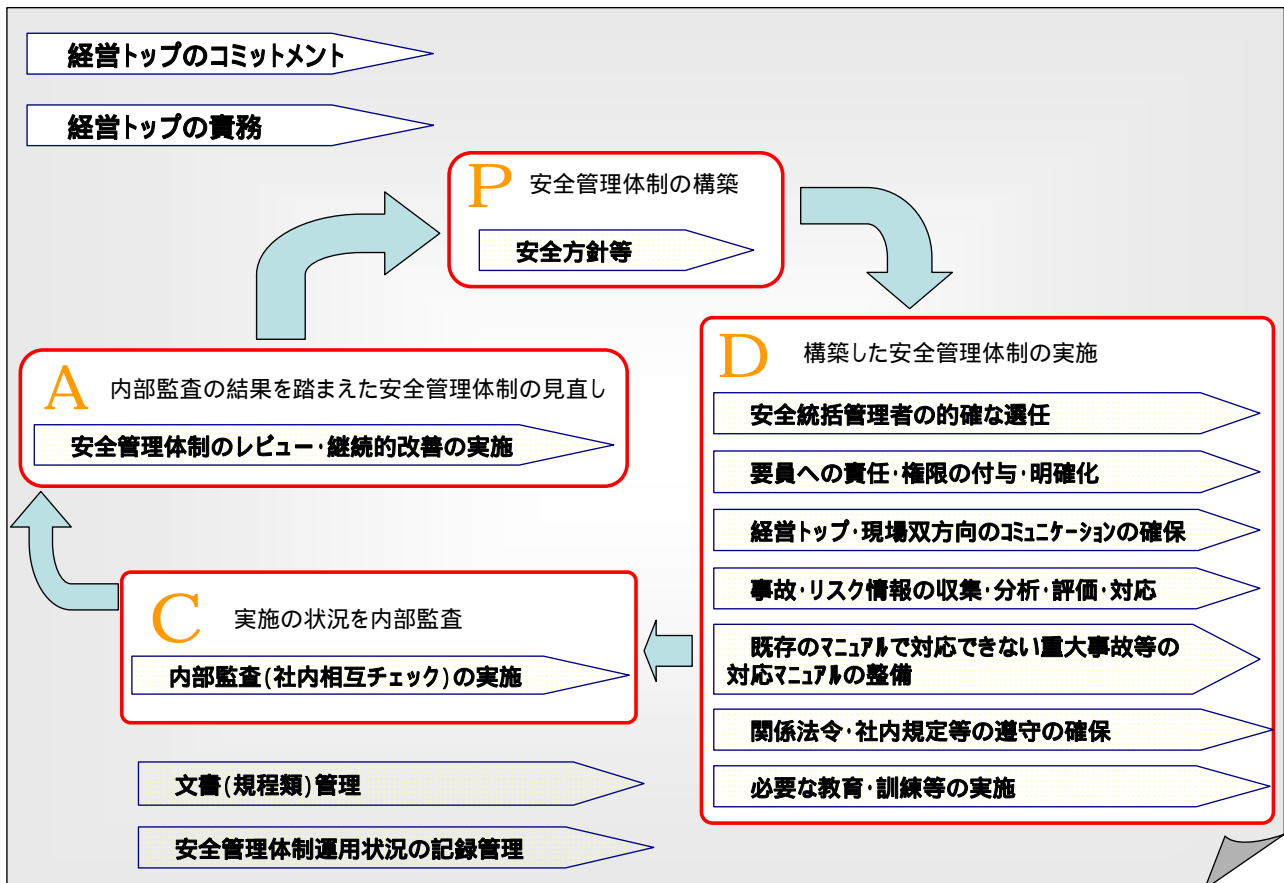 経営トップのコミットメント
経営トップの責務
P 安全管理体制の構築
安全方針等
D 構築した安全管理体制の実施
安全統括管理者の的確な選任
要員への責任･権限の付与･明確化
経営トップ･現場双方向のｺﾐｭﾆｹｰｼｮﾝの確保
事故･リスク情報の収集･分析･評価･対応
既存のﾏﾆｭｱﾙで対応できない重大事故等の
対応ﾏﾆｭｱﾙの整備
関係法令･社内規定等の遵守の確保
必要な教育･訓練等の実施
A 内部監査の結果を踏まえた安全管理体制の見直し
安全管理体制のレビュー･継続的改善の実施
C 実施の状況を内部監査
内部監査(社内相互チェック)の実施
文書(規程類)管理
安全管理体制運用状況の記録管理